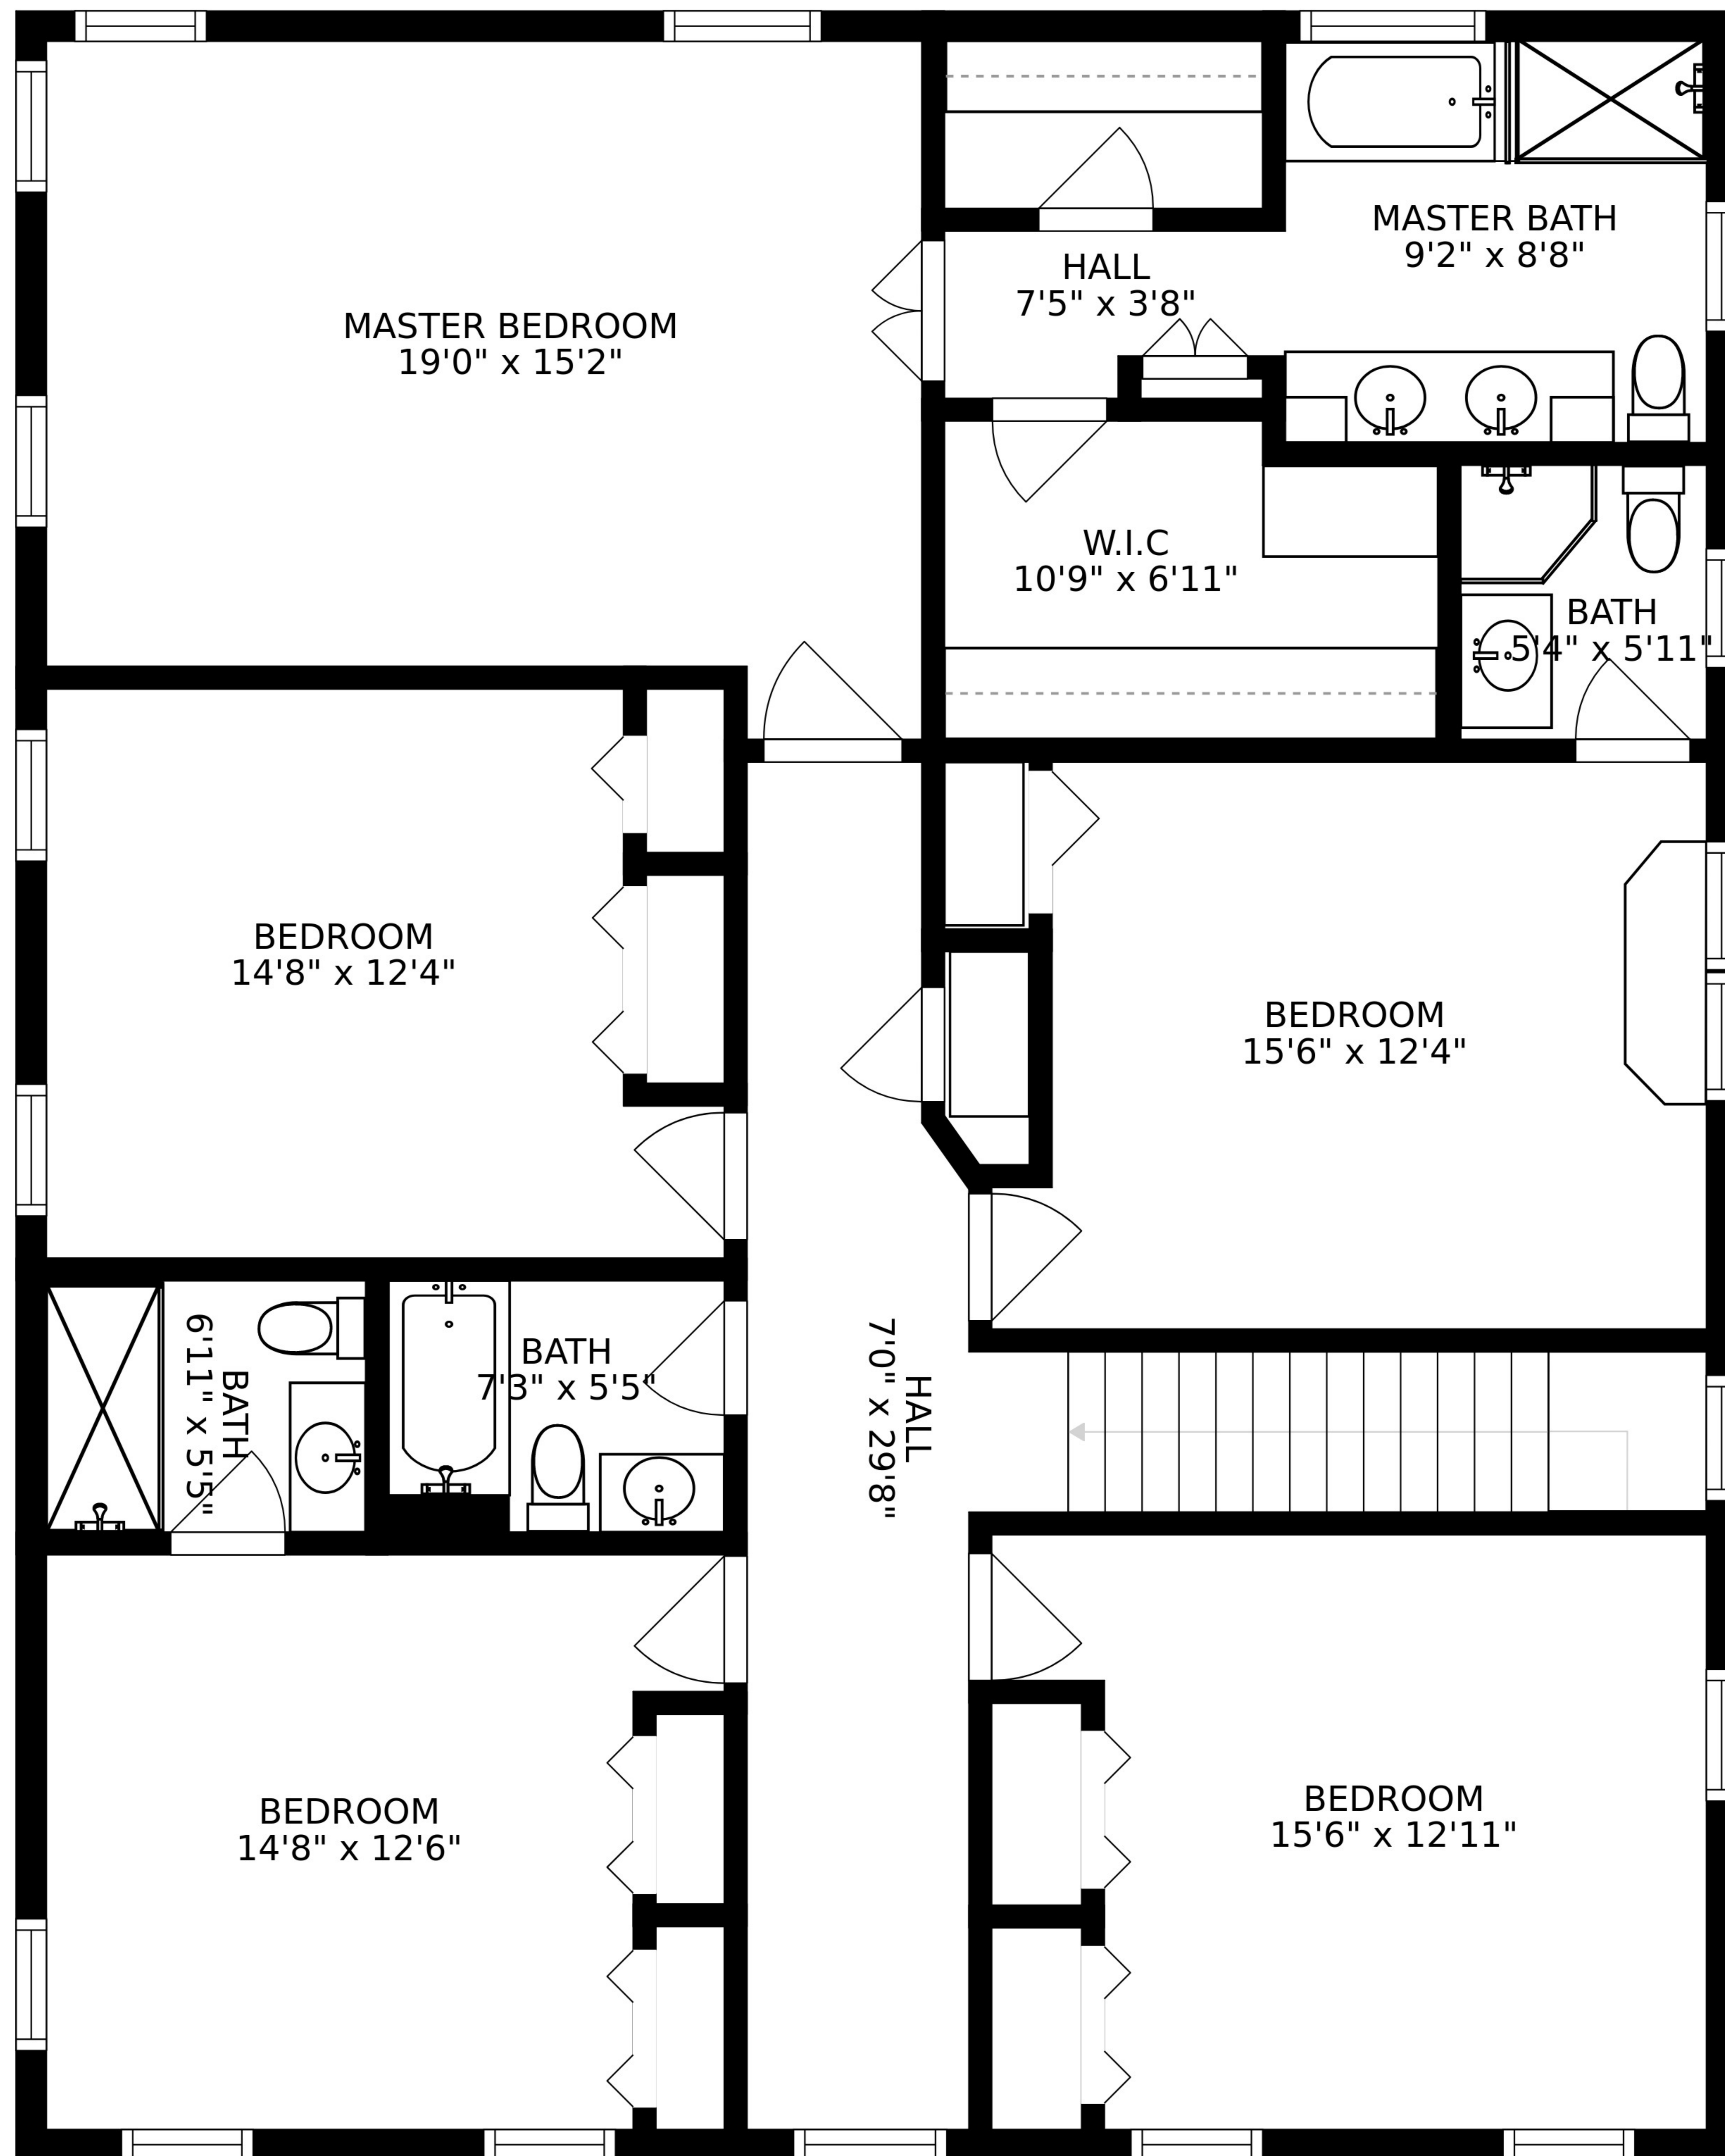 MASTER BATH
9'2" x 8'8"
HALL
7'5" x 3'8"
MASTER BEDROOM
19'0" x 15'2"
W.I.C
10'9" x 6'11"
BATH
5'4" x 5'11"
BEDROOM
14'8" x 12'4"
BEDROOM
15'6" x 12'4"
BATH
6'11" x 5'5"
BATH
7'3" x 5'5"
HALL
7'0" x 29'8"
BEDROOM
14'8" x 12'6"
BEDROOM
15'6" x 12'11"